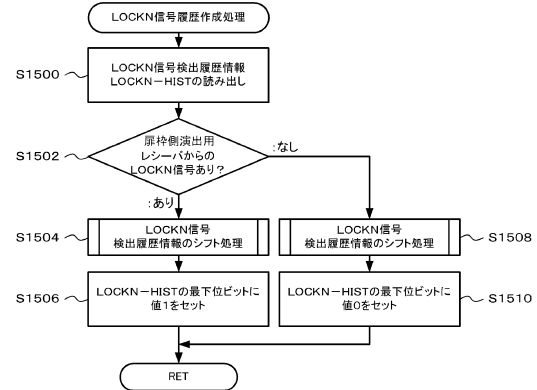 LOCKN信号履歴作成処理
S1500
LOCKN信号検出履歴情報
LOCKN－HISTの読み出し
S1502
扉枠側演出用
レシーバからの
LOCKN信号あり？
:なし
:あり
S1504
LOCKN信号
検出履歴情報のシフト処理
LOCKN信号
検出履歴情報のシフト処理
S1508
S1506
LOCKN－HISTの最下位ビットに
値1をセット
LOCKN－HISTの最下位ビットに
値0をセット
S1510
RET